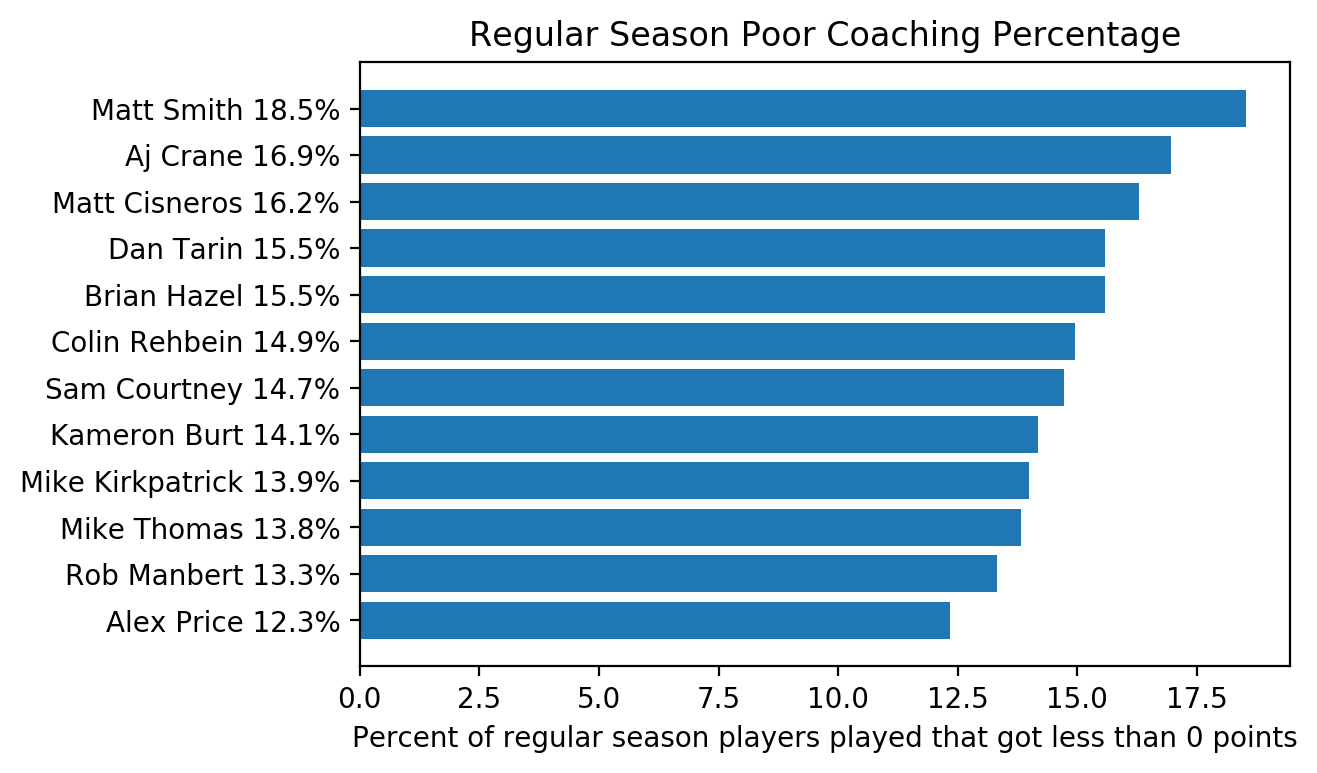 Regular Season Poor Coaching Percentage
Matt Smith 18.5%
Aj Crane 16.9%
Matt Cisneros 16.2%
Dan Tarin 15.5%
Brian Hazel 15.5%
Colin Rehbein 14.9%
Sam Courtney 14.7%
Kameron Burt 14.1%
Mike Kirkpatrick 13.9%
Mike Thomas 13.8%
Rob Manbert 13.3%
Alex Price 12.3%
0.0 2.5 5.0 7.5 10.0 12.5 15.0 17.5
Percent of regular season players played that got less than 0 points